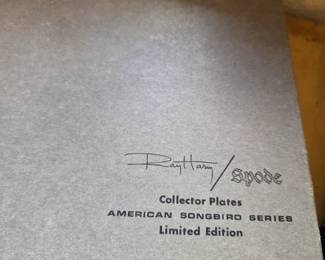 Ray Harm / Spode
Collector Plates
AMERICAN SONGBIRD SERIES
Limited Edition